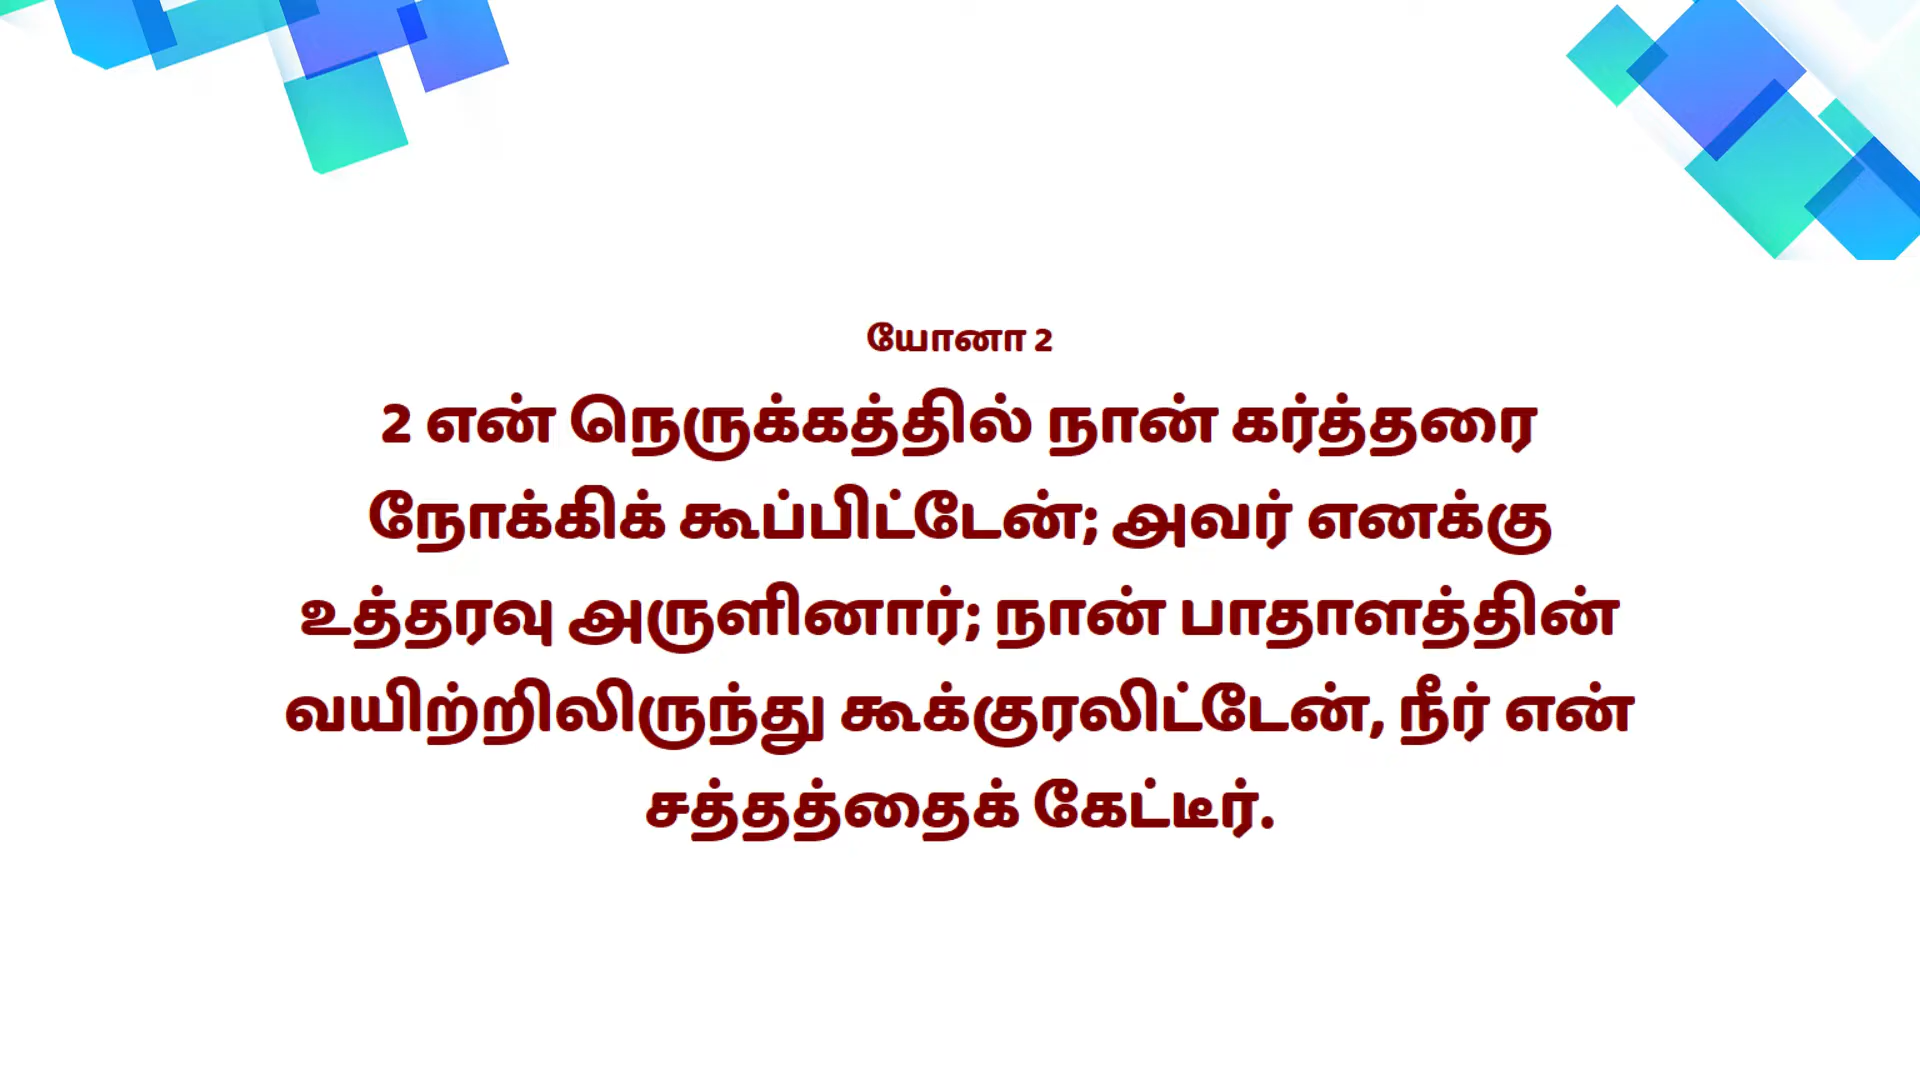 யோனா 2
2 என் நெருக்கத்தில் நான் கர்த்தரை
நோக்கிக் கூப்பிட்டேன்; அவர் எனக்கு
உத்தரவு அருளினார்; நான் பாதாளத்தின்
வயிற்றிலிருந்து கூக்குரலிட்டேன், நீர் என்
சத்தத்தைக் கேட்டீர்.